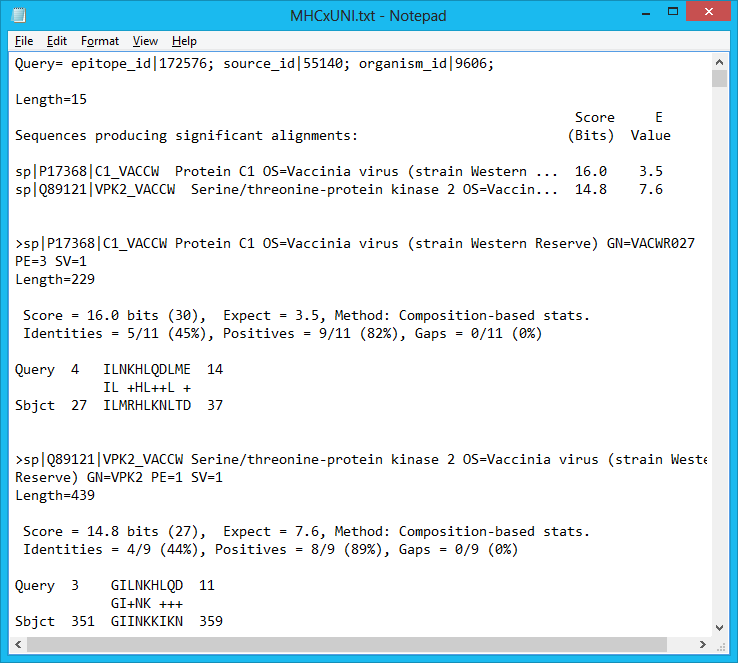 MHCxUNI.txt - Notepad
File Edit Format View Help
Query= epitope_id|172576; source_id|55140; organism_id|9606;
Length=15
Score E
Sequences producing significant alignments: (Bits) Value
sp|P17368|C1_VACCW Protein C1 OS=Vaccinia virus (strain Western ... 16.0 3.5
sp|Q89121|VPK2_VACCW Serine/threonine-protein kinase 2 OS=Vaccin... 14.8 7.6
>sp|P17368|C1_VACCW Protein C1 OS=Vaccinia virus (strain Western Reserve) GN=VACWR027
PE=3 SV=1
Length=229
Score = 16.0 bits (30), Expect = 3.5, Method: Composition-based stats.
Identities = 5/11 (45%), Positives = 9/11 (82%), Gaps = 0/11 (0%)
Query 4 ILNKHLQDLME 14
IL +HL++L +
Sbjct 27 ILMRHLKNLTD 37
>sp|Q89121|VPK2_VACCW Serine/threonine-protein kinase 2 OS=Vaccinia virus (strain Weste
Reserve) GN=VPK2 PE=1 SV=1
Length=439
Score = 14.8 bits (27), Expect = 7.6, Method: Composition-based stats.
Identities = 4/9 (44%), Positives = 8/9 (89%), Gaps = 0/9 (0%)
Query 3 GILNKHLQD 11
GI+NK +++
Sbjct 351 GIINKKIKN 359